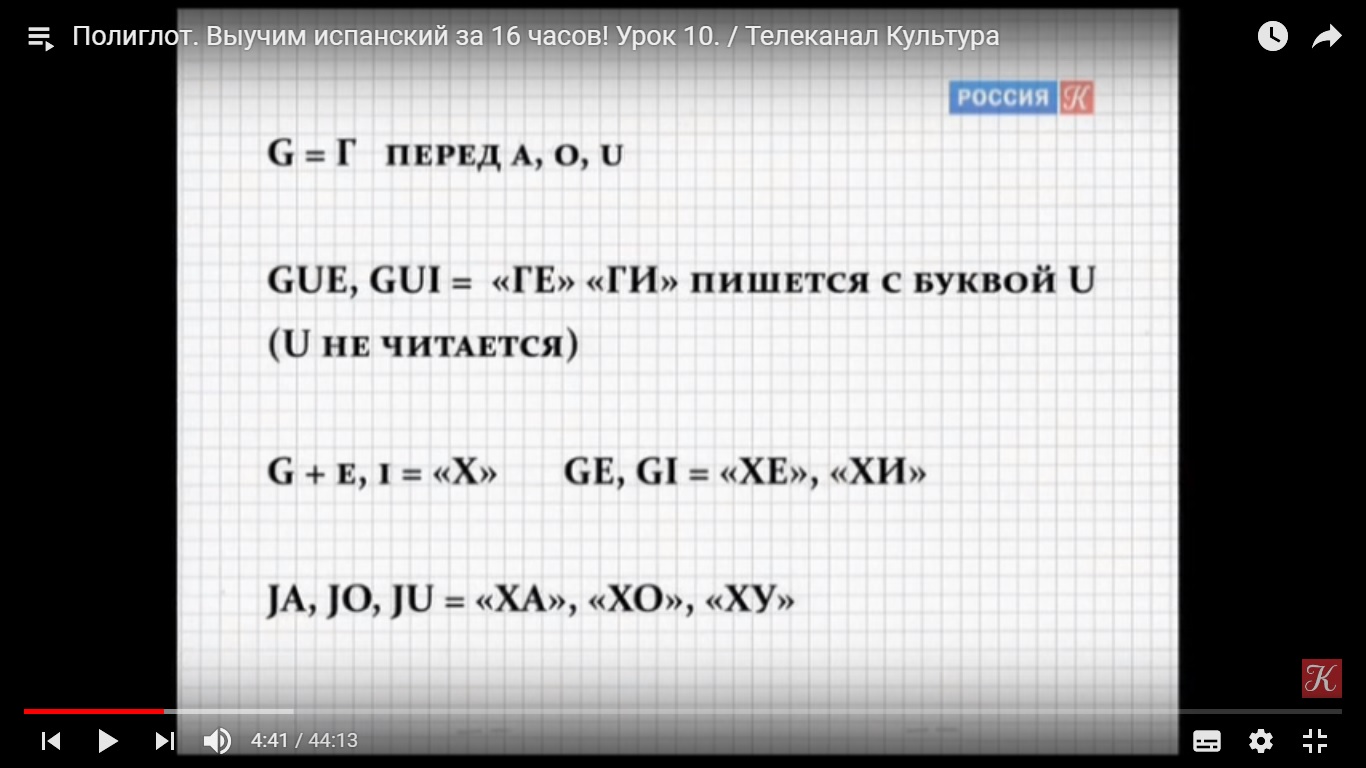 Полиглот. Выучим испанский за 16 часов! Урок 10. / Телеканал Культура
РОССИЯ К
G = Г ПЕРЕД А, О, U
GUE, GUI = «ГЕ» «ГИ» ПИШЕТСЯ С БУКВОЙ U
(U НЕ ЧИТАЕТСЯ)
G + E, I = «Х» GE, GI = «ХЕ», «ХИ»
JA, JO, JU = «ХА», «ХО», «ХУ»
К
4:41 / 44:13